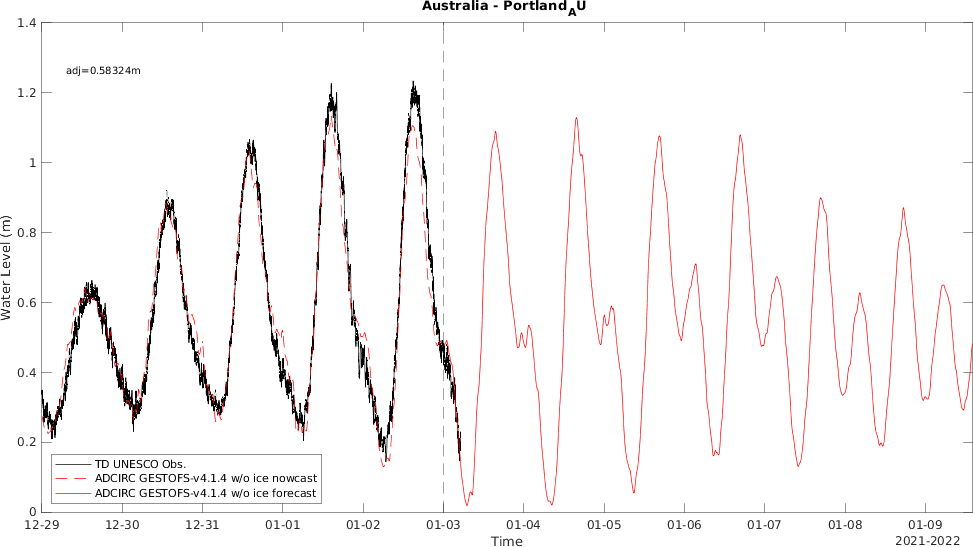 Australia - Portland_AU
1.4
adj=0.58324m
1.2
1
0.8
Water Level (m)
0.6
0.4
0.2
TD UNESCO Obs.
ADCIRC GESTOFS-v4.1.4 w/o ice nowcast
ADCIRC GESTOFS-v4.1.4 w/o ice forecast
0
12-29 12-30 12-31 01-01 01-02 01-03 01-04 01-05 01-06 01-07 01-08 01-09
Time
2021-2022